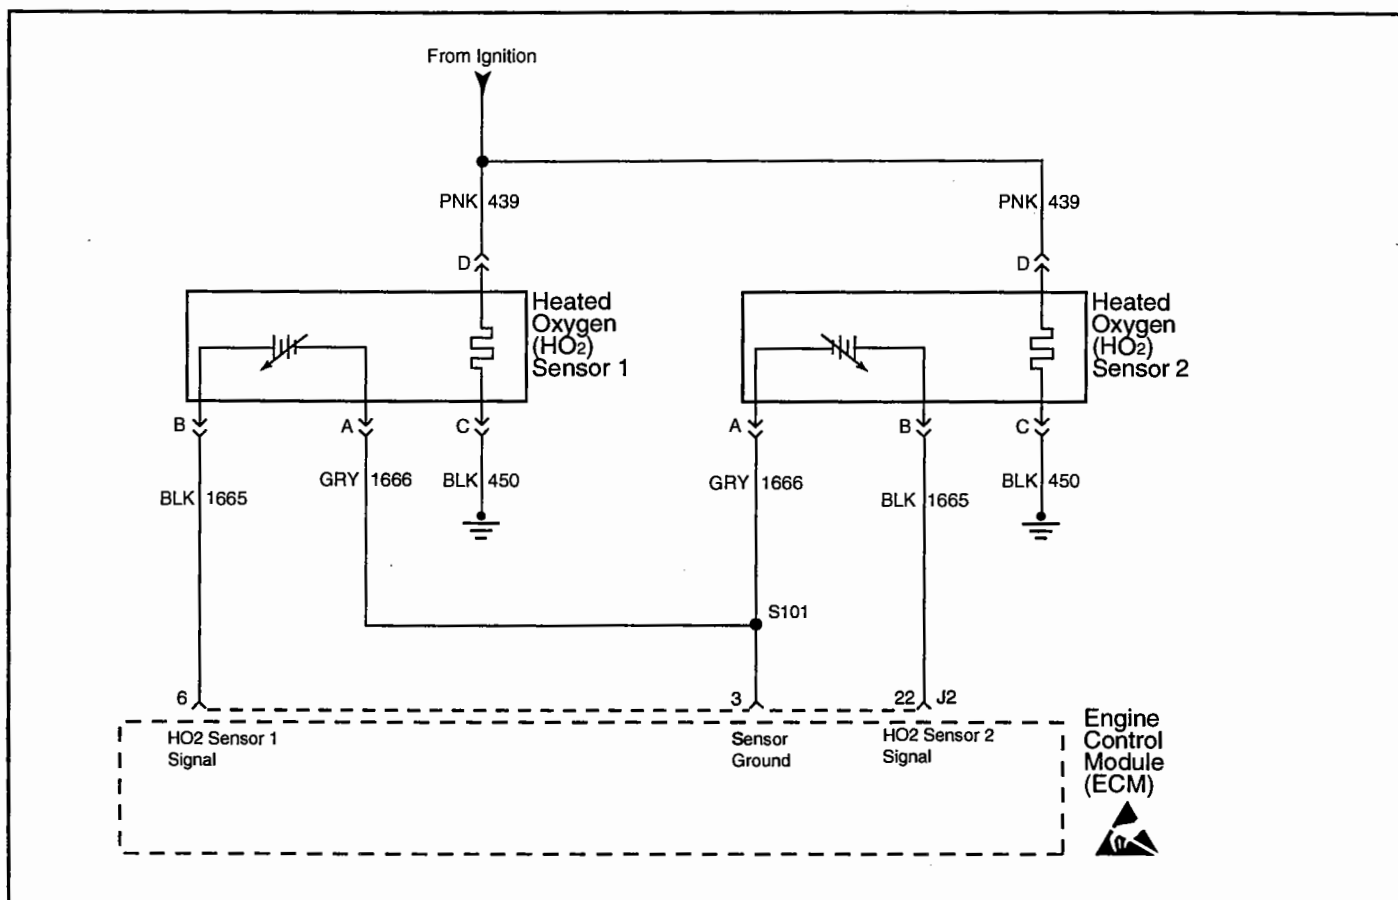 From Ignition
PNK 439
PNK 439
D
D
Heated
Oxygen
(HO₂)
Sensor 1
Heated
Oxygen
(HO₂)
Sensor 2
B
A
C
A
B
C
BLK 1665
GRY 1666
BLK 450
GRY 1666
BLK 1665
BLK 450
S101
6
3
22
J2
HO2 Sensor 1
Signal
Sensor
Ground
HO2 Sensor 2
Signal
Engine
Control
Module
(ECM)